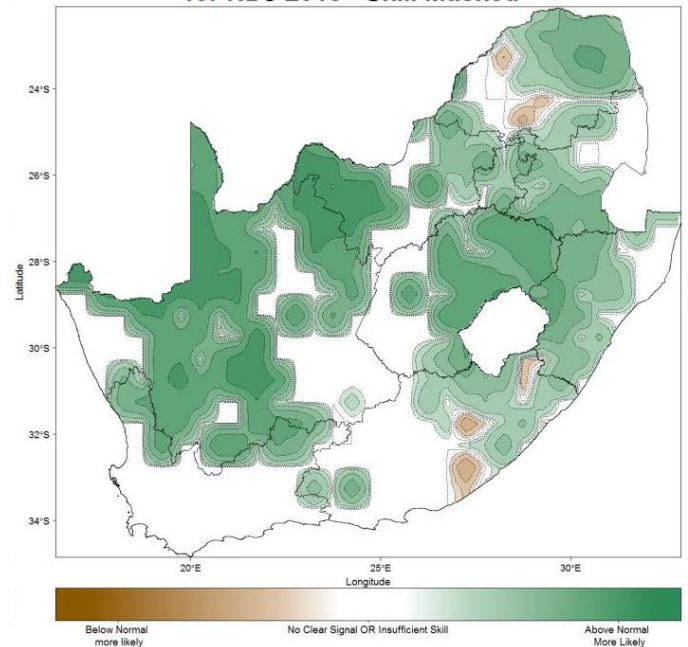 24°S
26°S
28°S
30°S
32°S
34°S
Latitude
20°E
25°E
30°E
Longitude
Below Normal
more likely
No Clear Signal OR Insufficient Skill
Above Normal
More Likely